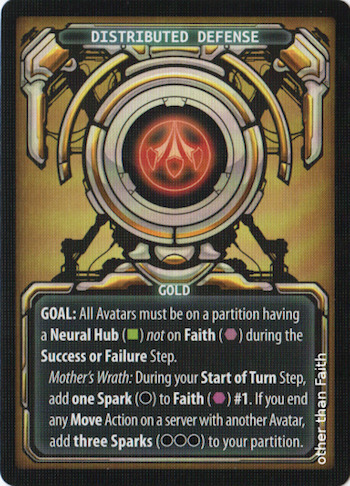 DISTRIBUTED DEFENSE
GOLD
GOAL: All Avatars must be on a partition having
a Neural Hub (■) not on Faith (⬣) during the
Success or Failure Step.
Mother's Wrath: During your Start of Turn Step,
add one Spark (○) to Faith (⬣) #1. If you end
any Move Action on a server with another Avatar,
add three Sparks (○○○) to your partition.
other than Faith